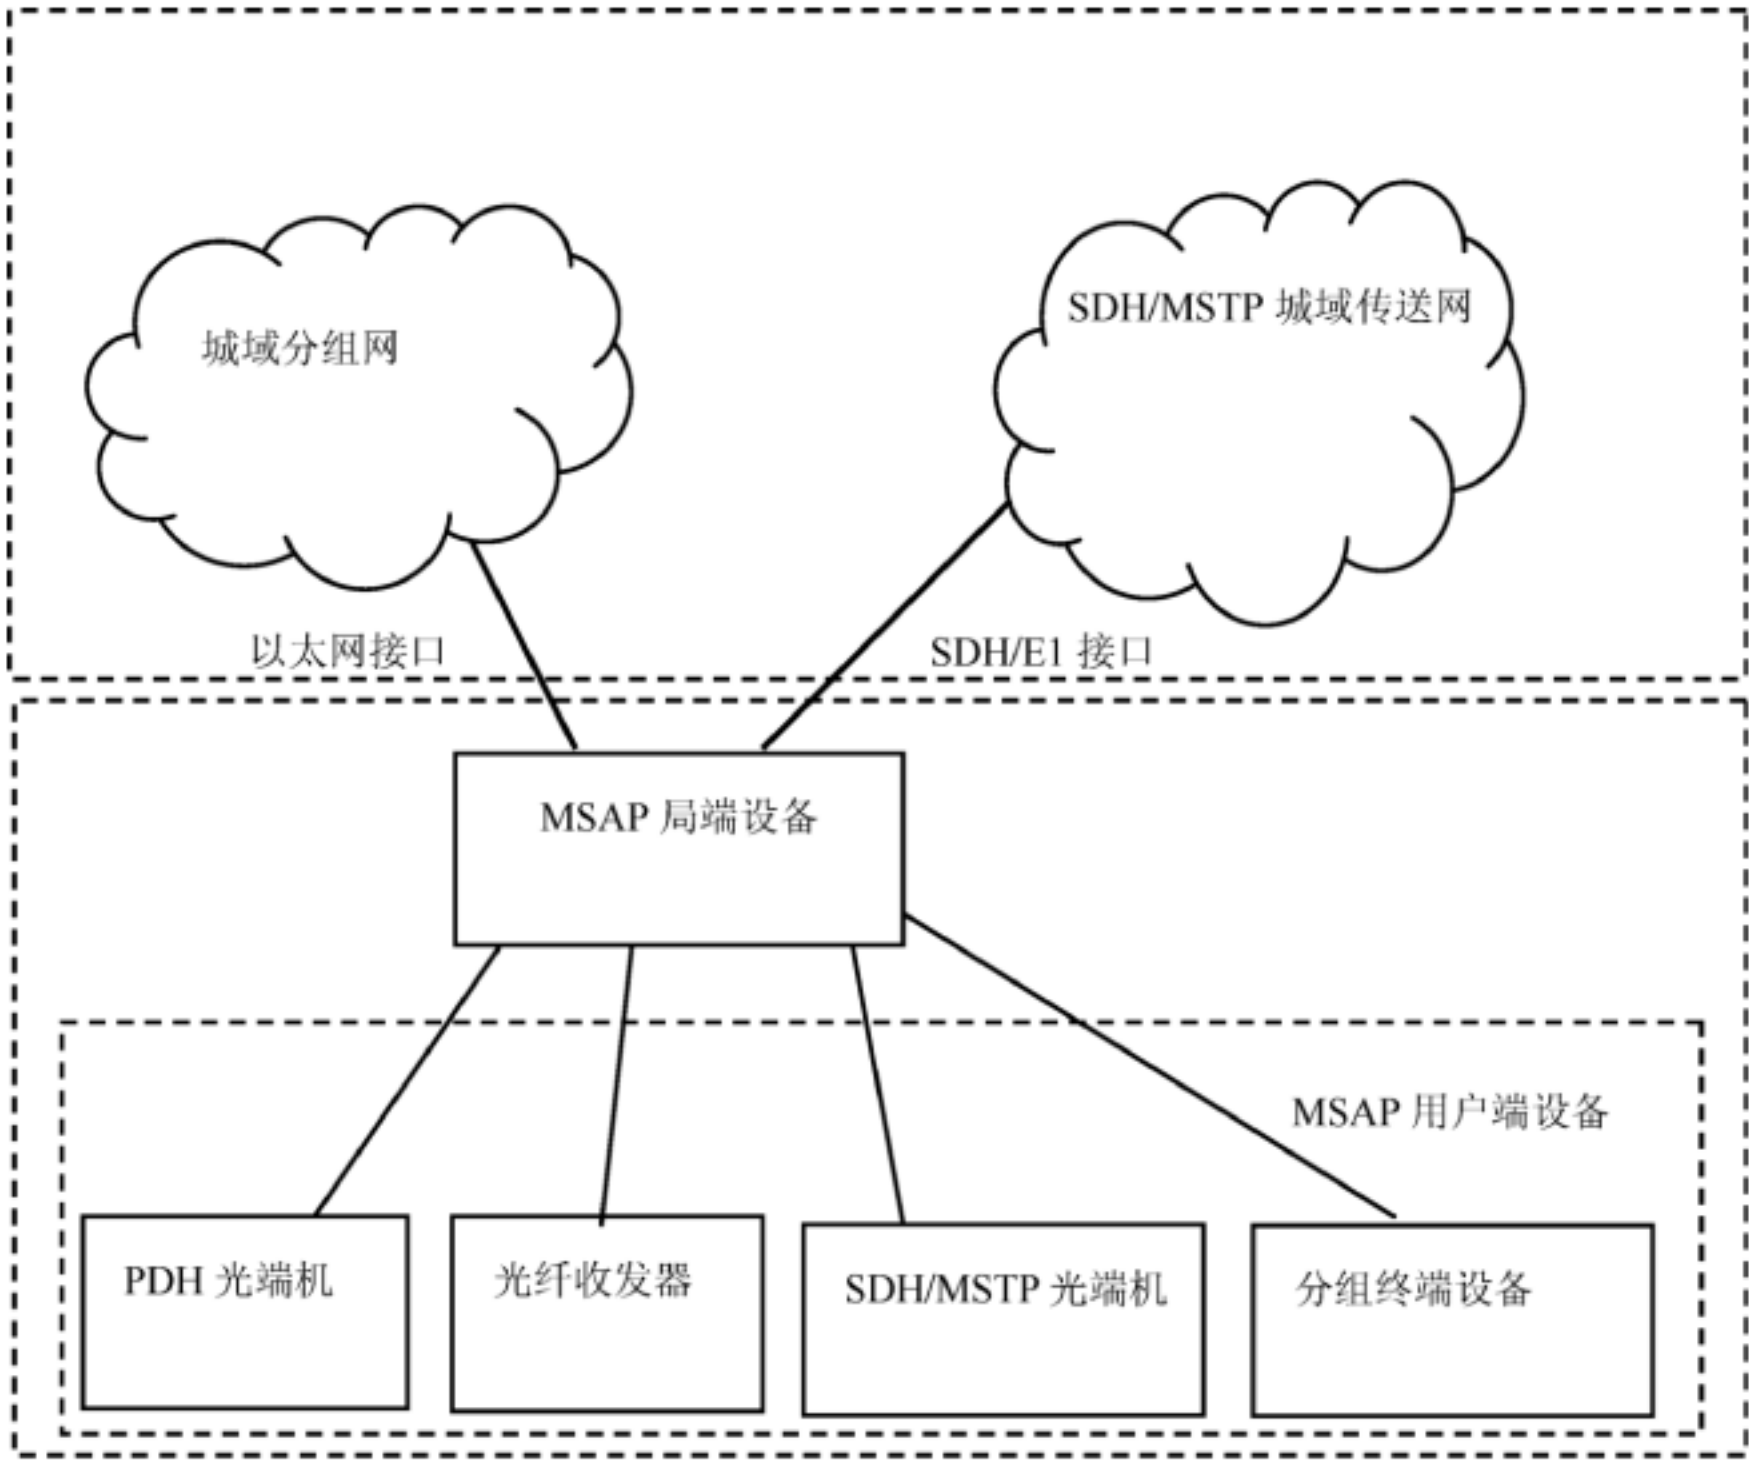 城域分组网
SDH/MSTP 城域传送网
以太网接口
SDH/E1 接口
MSAP 局端设备
MSAP 用户端设备
PDH 光端机
光纤收发器
SDH/MSTP 光端机
分组终端设备